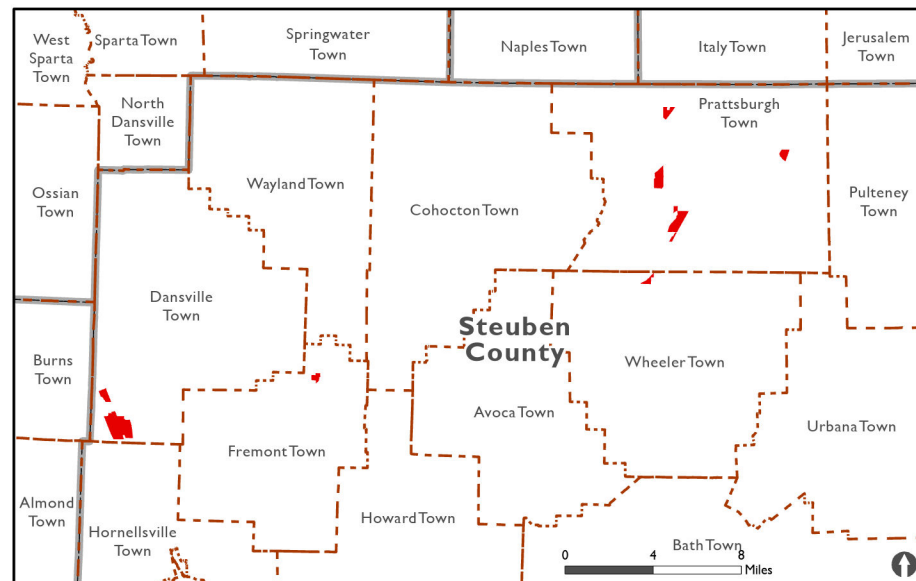 West
Sparta
Town
Sparta Town
Springwater
Town
Naples Town
Italy Town
Jerusalem
Town
North
Dansville
Town
Prattsburgh
Town
Ossian
Town
Wayland Town
Cohocton Town
Pulteney
Town
Dansville
Town
Steuben
County
Burns
Town
Wheeler Town
Avoca Town
Urbana Town
Fremont Town
Almond
Town
Hornellsville
Town
Howard Town
Bath Town
0 4 8
Miles